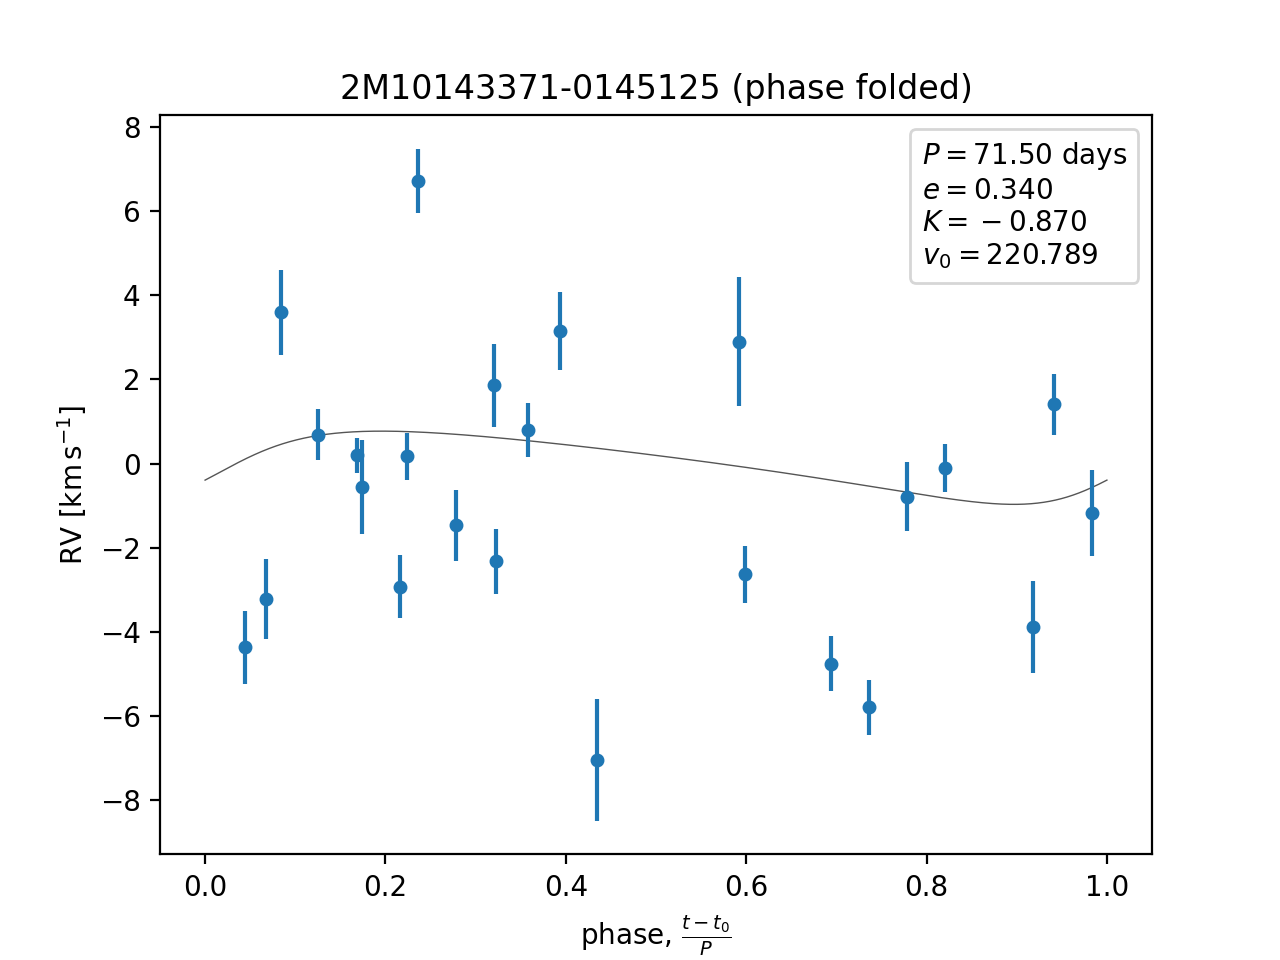 2M10143371-0145125 (phase folded)
P = 71.50 days
e = 0.340
K = −0.870
v₀ = 220.789
8
6
4
2
0
−2
−4
−6
−8
RV [km s⁻¹]
0.0 0.2 0.4 0.6 0.8 1.0
phase, (t − t₀)/P